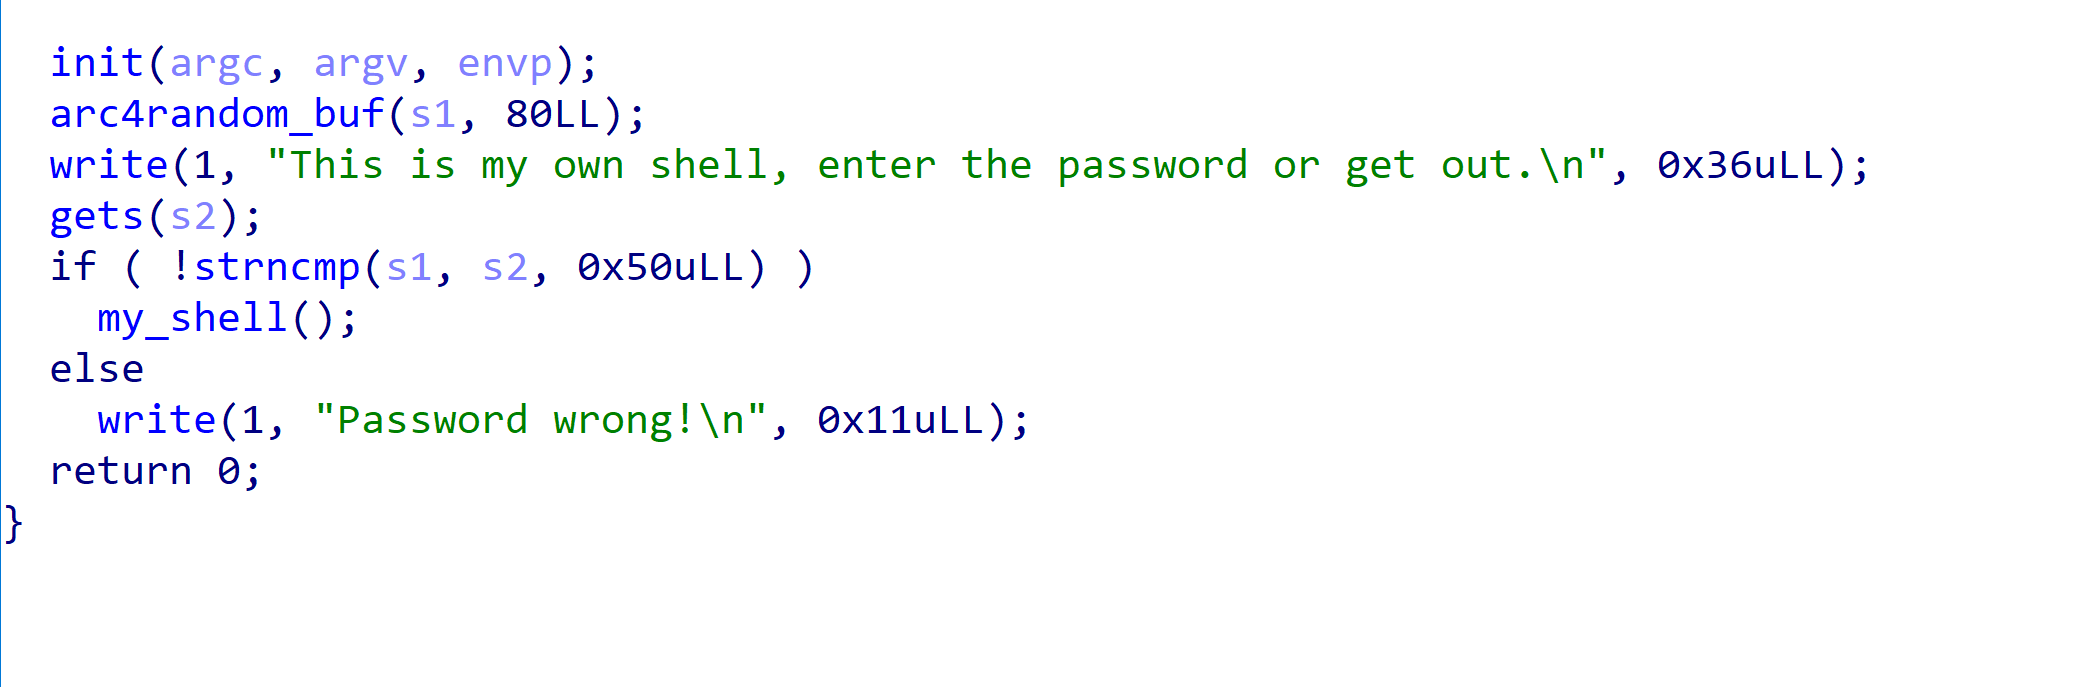 init(argc, argv, envp);
arc4random_buf(s1, 80LL);
write(1, "This is my own shell, enter the password or get out.\n", 0x36uLL);
gets(s2);
if ( !strncmp(s1, s2, 0x50uLL) )
my_shell();
else
write(1, "Password wrong!\n", 0x11uLL);
return 0;
}